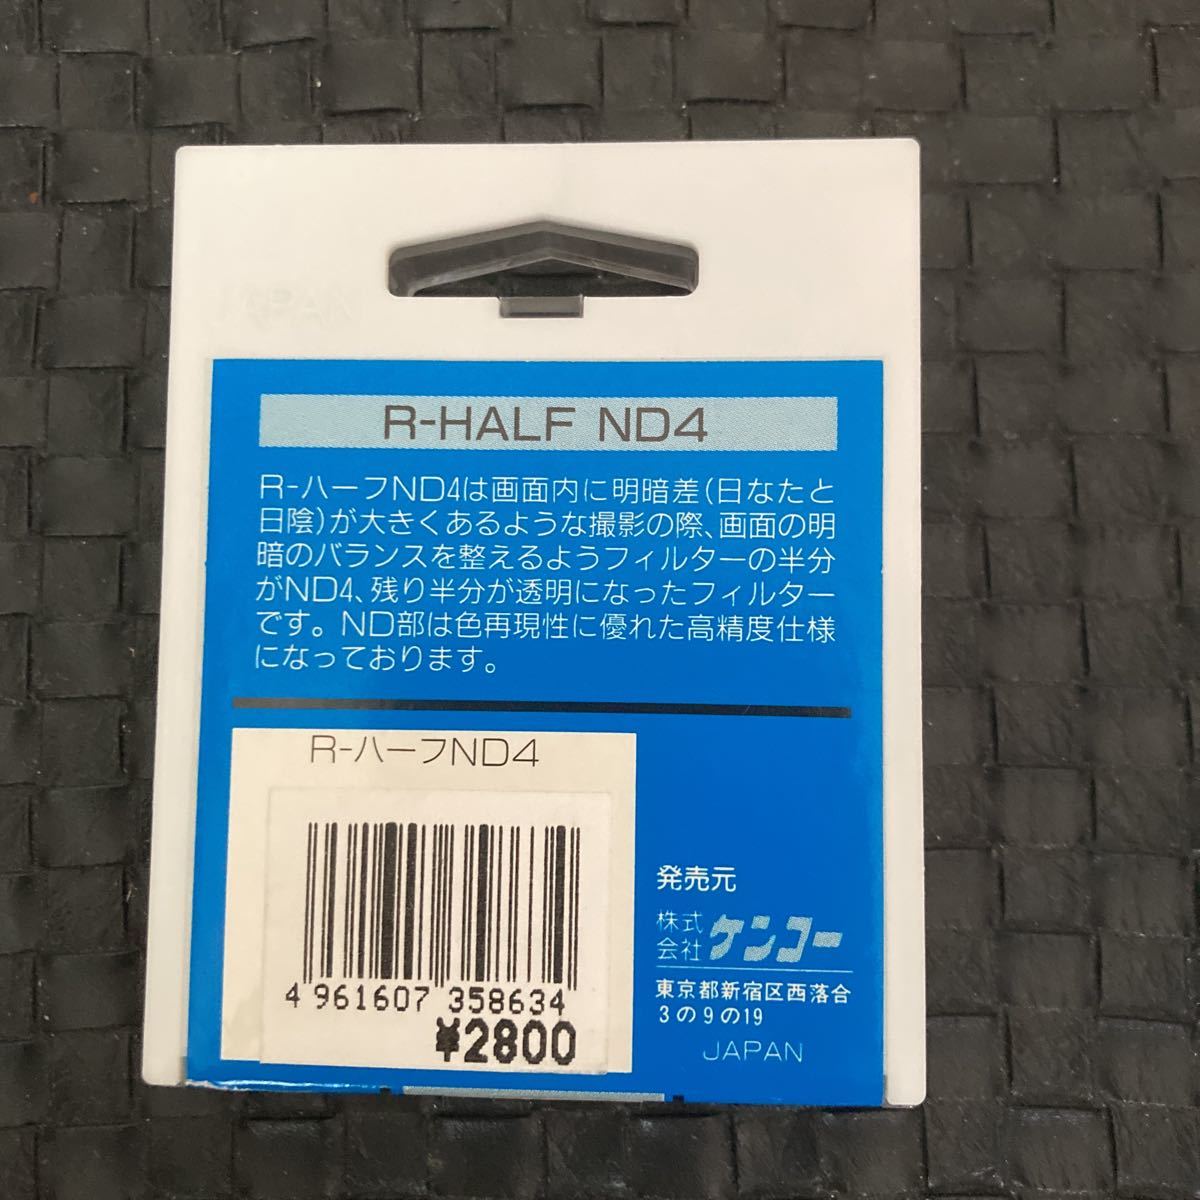 JAPAN
R-HALF ND4
R-ハーフND4は画面内に明暗差(日なたと
日陰)が大きくあるような撮影の際、画面の明
暗のバランスを整えるようフィルターの半分
がND4、残り半分が透明になったフィルター
です。ND部は色再現性に優れた高精度仕様
になっております。
R-ハーフND4
4 961607 358634
¥2800
発売元
株式会社 ケンコー
東京都新宿区西落合
3の9の19
JAPAN